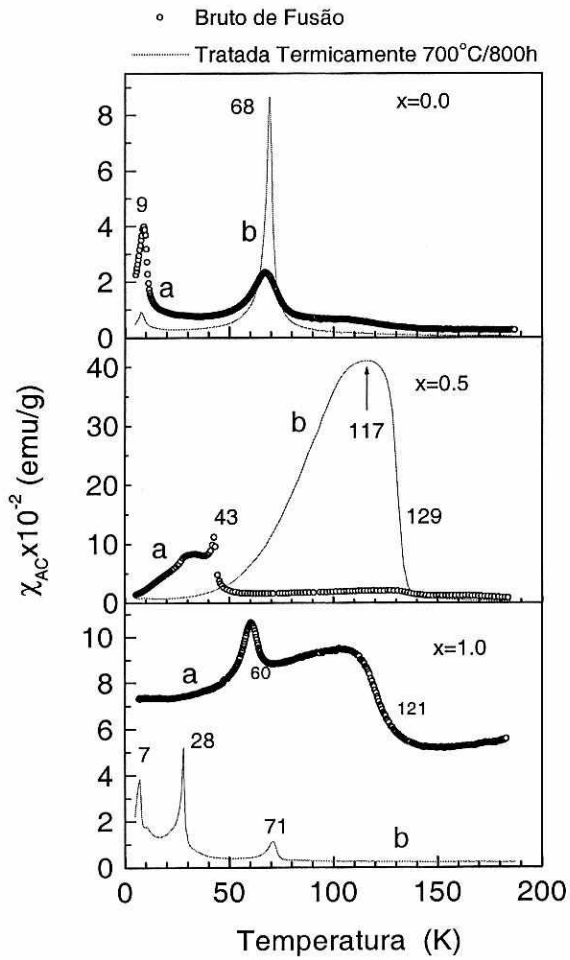 Bruto de Fusão
Tratada Termicamente 700°C/800h
x=0.0
68
9
b
a
8
6
4
2
0
x=0.5
b
117
129
43
a
40
30
20
10
0
χAC x10-2 (emu/g)
x=1.0
a
60
121
7
28
71
b
10
8
6
4
2
0
0 50 100 150 200
Temperatura (K)